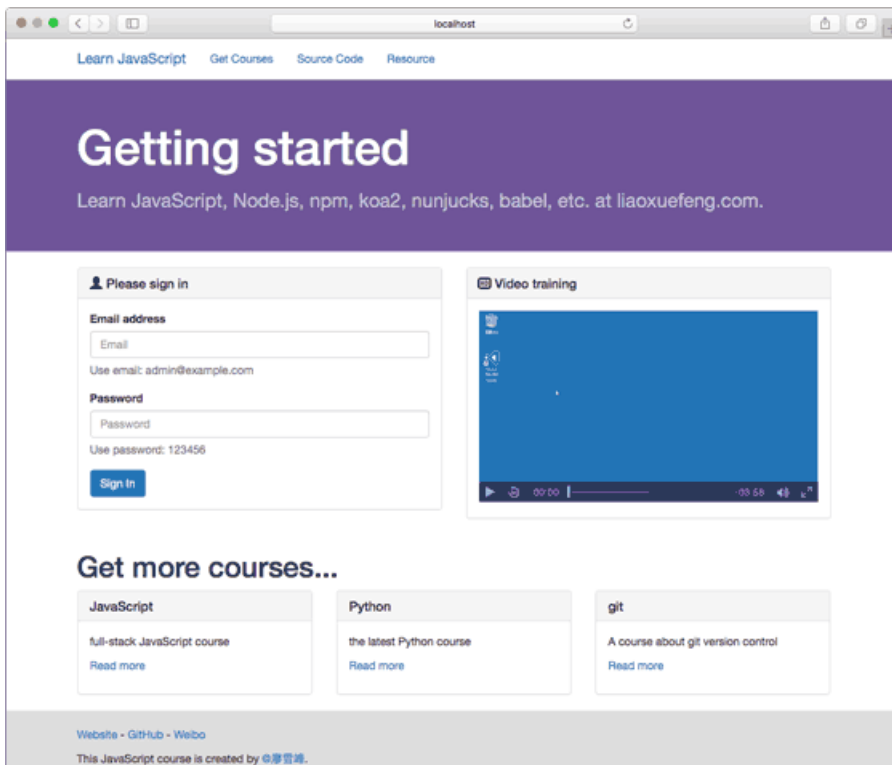 localhost
Learn JavaScript Get Courses Source Code Resource
Getting started
Learn JavaScript, Node.js, npm, koa2, nunjucks, babel, etc. at liaoxuefeng.com.
Please sign in
Email address
Email
Use email: admin@example.com
Password
Password
Use password: 123456
Sign In
Video training
00:00 -03:58
Get more courses...
JavaScript
full-stack JavaScript course
Read more
Python
the latest Python course
Read more
git
A course about git version control
Read more
Website - GitHub - Weibo
This JavaScript course is created by @廖雪峰.